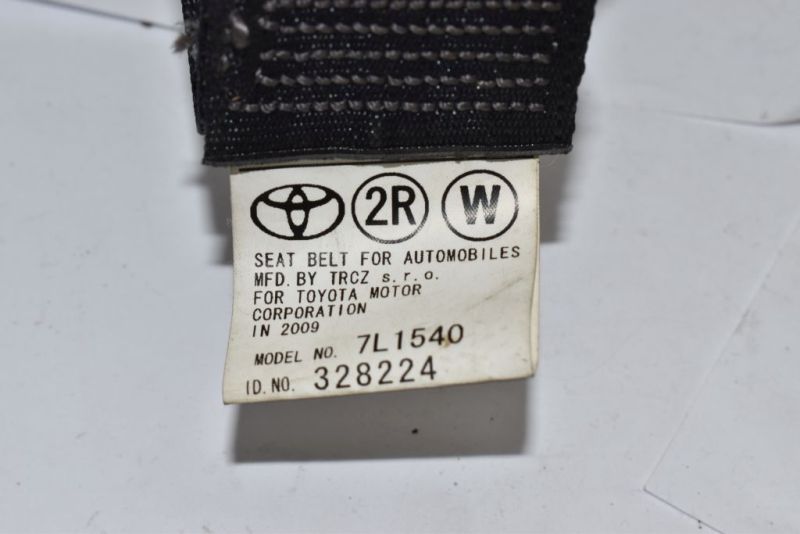 2R W
SEAT BELT FOR AUTOMOBILES
MFD. BY TRCZ s.r.o.
FOR TOYOTA MOTOR
CORPORATION
IN 2009
MODEL NO. 7L1540
ID.NO. 328224